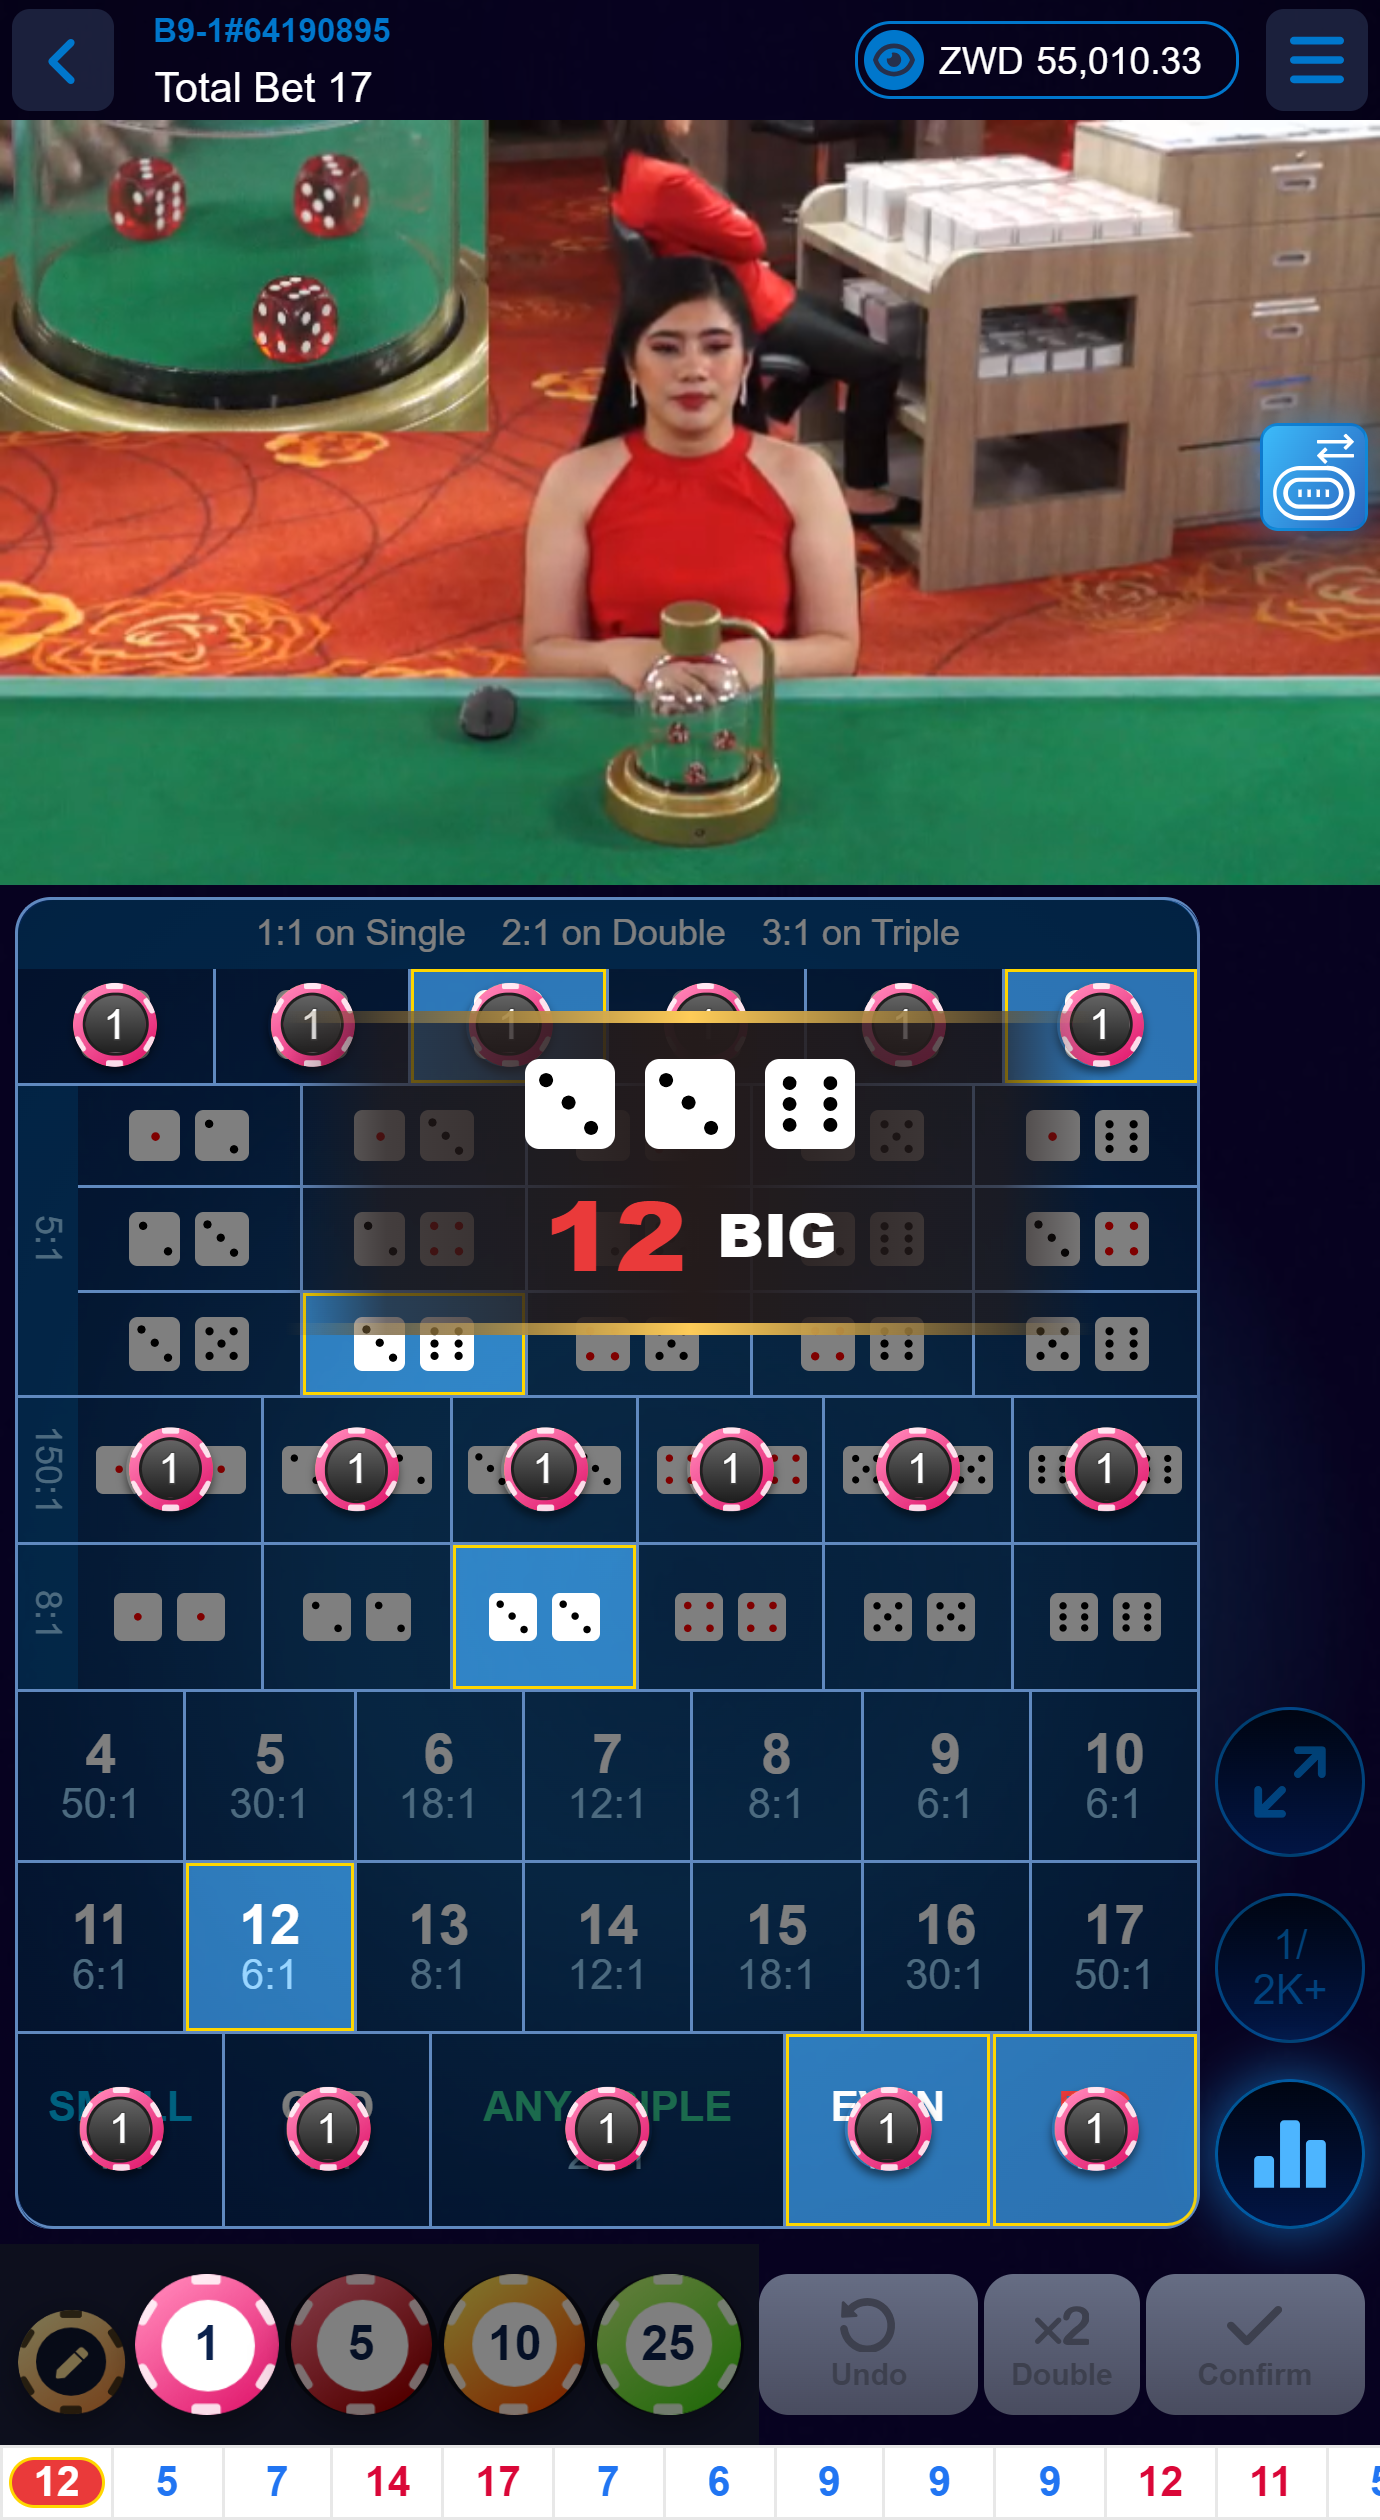 B9-1#64190895
Total Bet 17
ZWD 55,010.33
1:1 on Single 2:1 on Double 3:1 on Triple
1 1 1 1 1 1
12 BIG
5:1
150:1
1 1 1 1 1 1
8:1
4 5 6 7 8 9 10
50:1 30:1 18:1 12:1 8:1 6:1 6:1
11 12 13 14 15 16 17
6:1 6:1 8:1 12:1 18:1 30:1 50:1
1/
2K+
1 1 ANY 1 1 1
1 5 10 25
Undo
x2
Double
Confirm
12 5 7 14 17 7 6 9 9 9 12 11